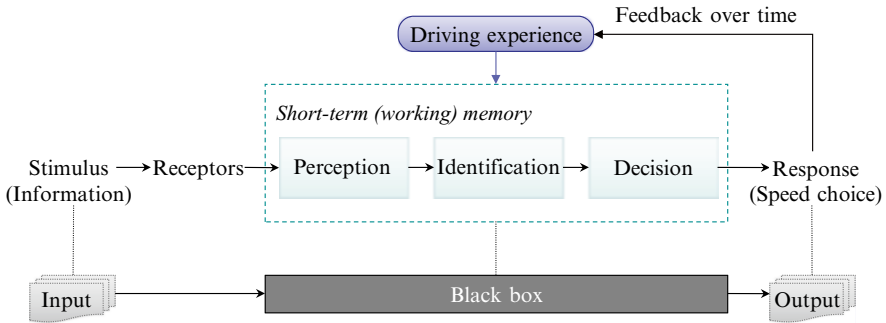 Feedback over time
Driving experience
Short-term (working) memory
Stimulus
(Information)
Receptors
Perception
Identification
Decision
Response
(Speed choice)
Input
Black box
Output